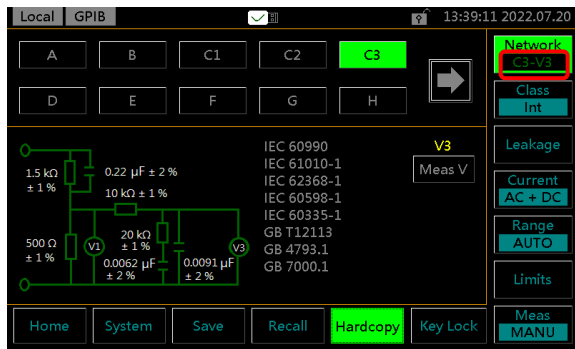 Local GPIB 13:39:11 2022.07.20
A B C1 C2 C3
D E F G H
Network
C3-V3
Class
Int
Leakage
Current
AC + DC
Range
AUTO
Limits
Meas
MANU
1.5 kΩ
± 1 %
0.22 µF ± 2 %
10 kΩ ± 1 %
500 Ω
± 1 %
V1
20 kΩ
± 1 %
0.0062 µF
± 2 %
0.0091 µF
± 2 %
V3
IEC 60990
IEC 61010-1
IEC 62368-1
IEC 60598-1
IEC 60335-1
GB T12113
GB 4793.1
GB 7000.1
V3
Meas V
Home System Save Recall Hardcopy Key Lock